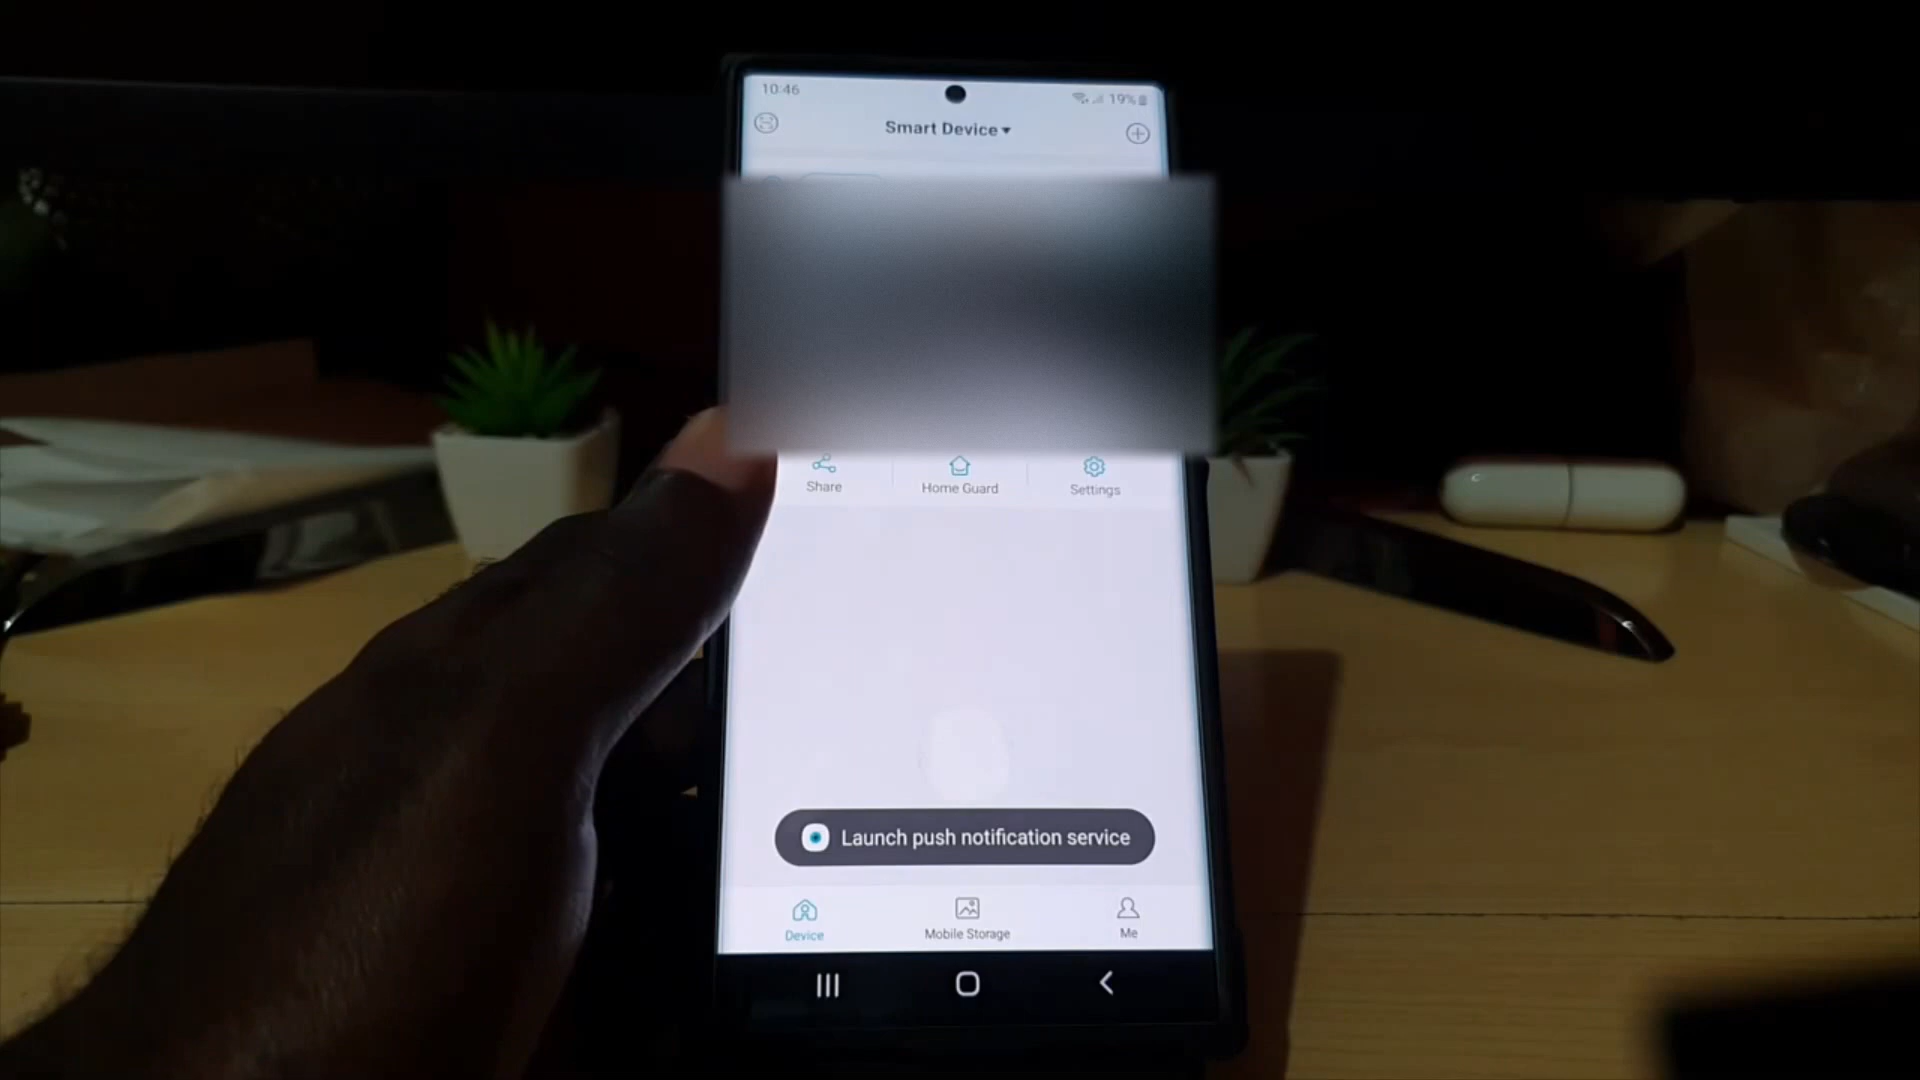 10:46
19%
Smart Device
Share
Home Guard
Settings
Launch push notification service
Device
Mobile Storage
Me